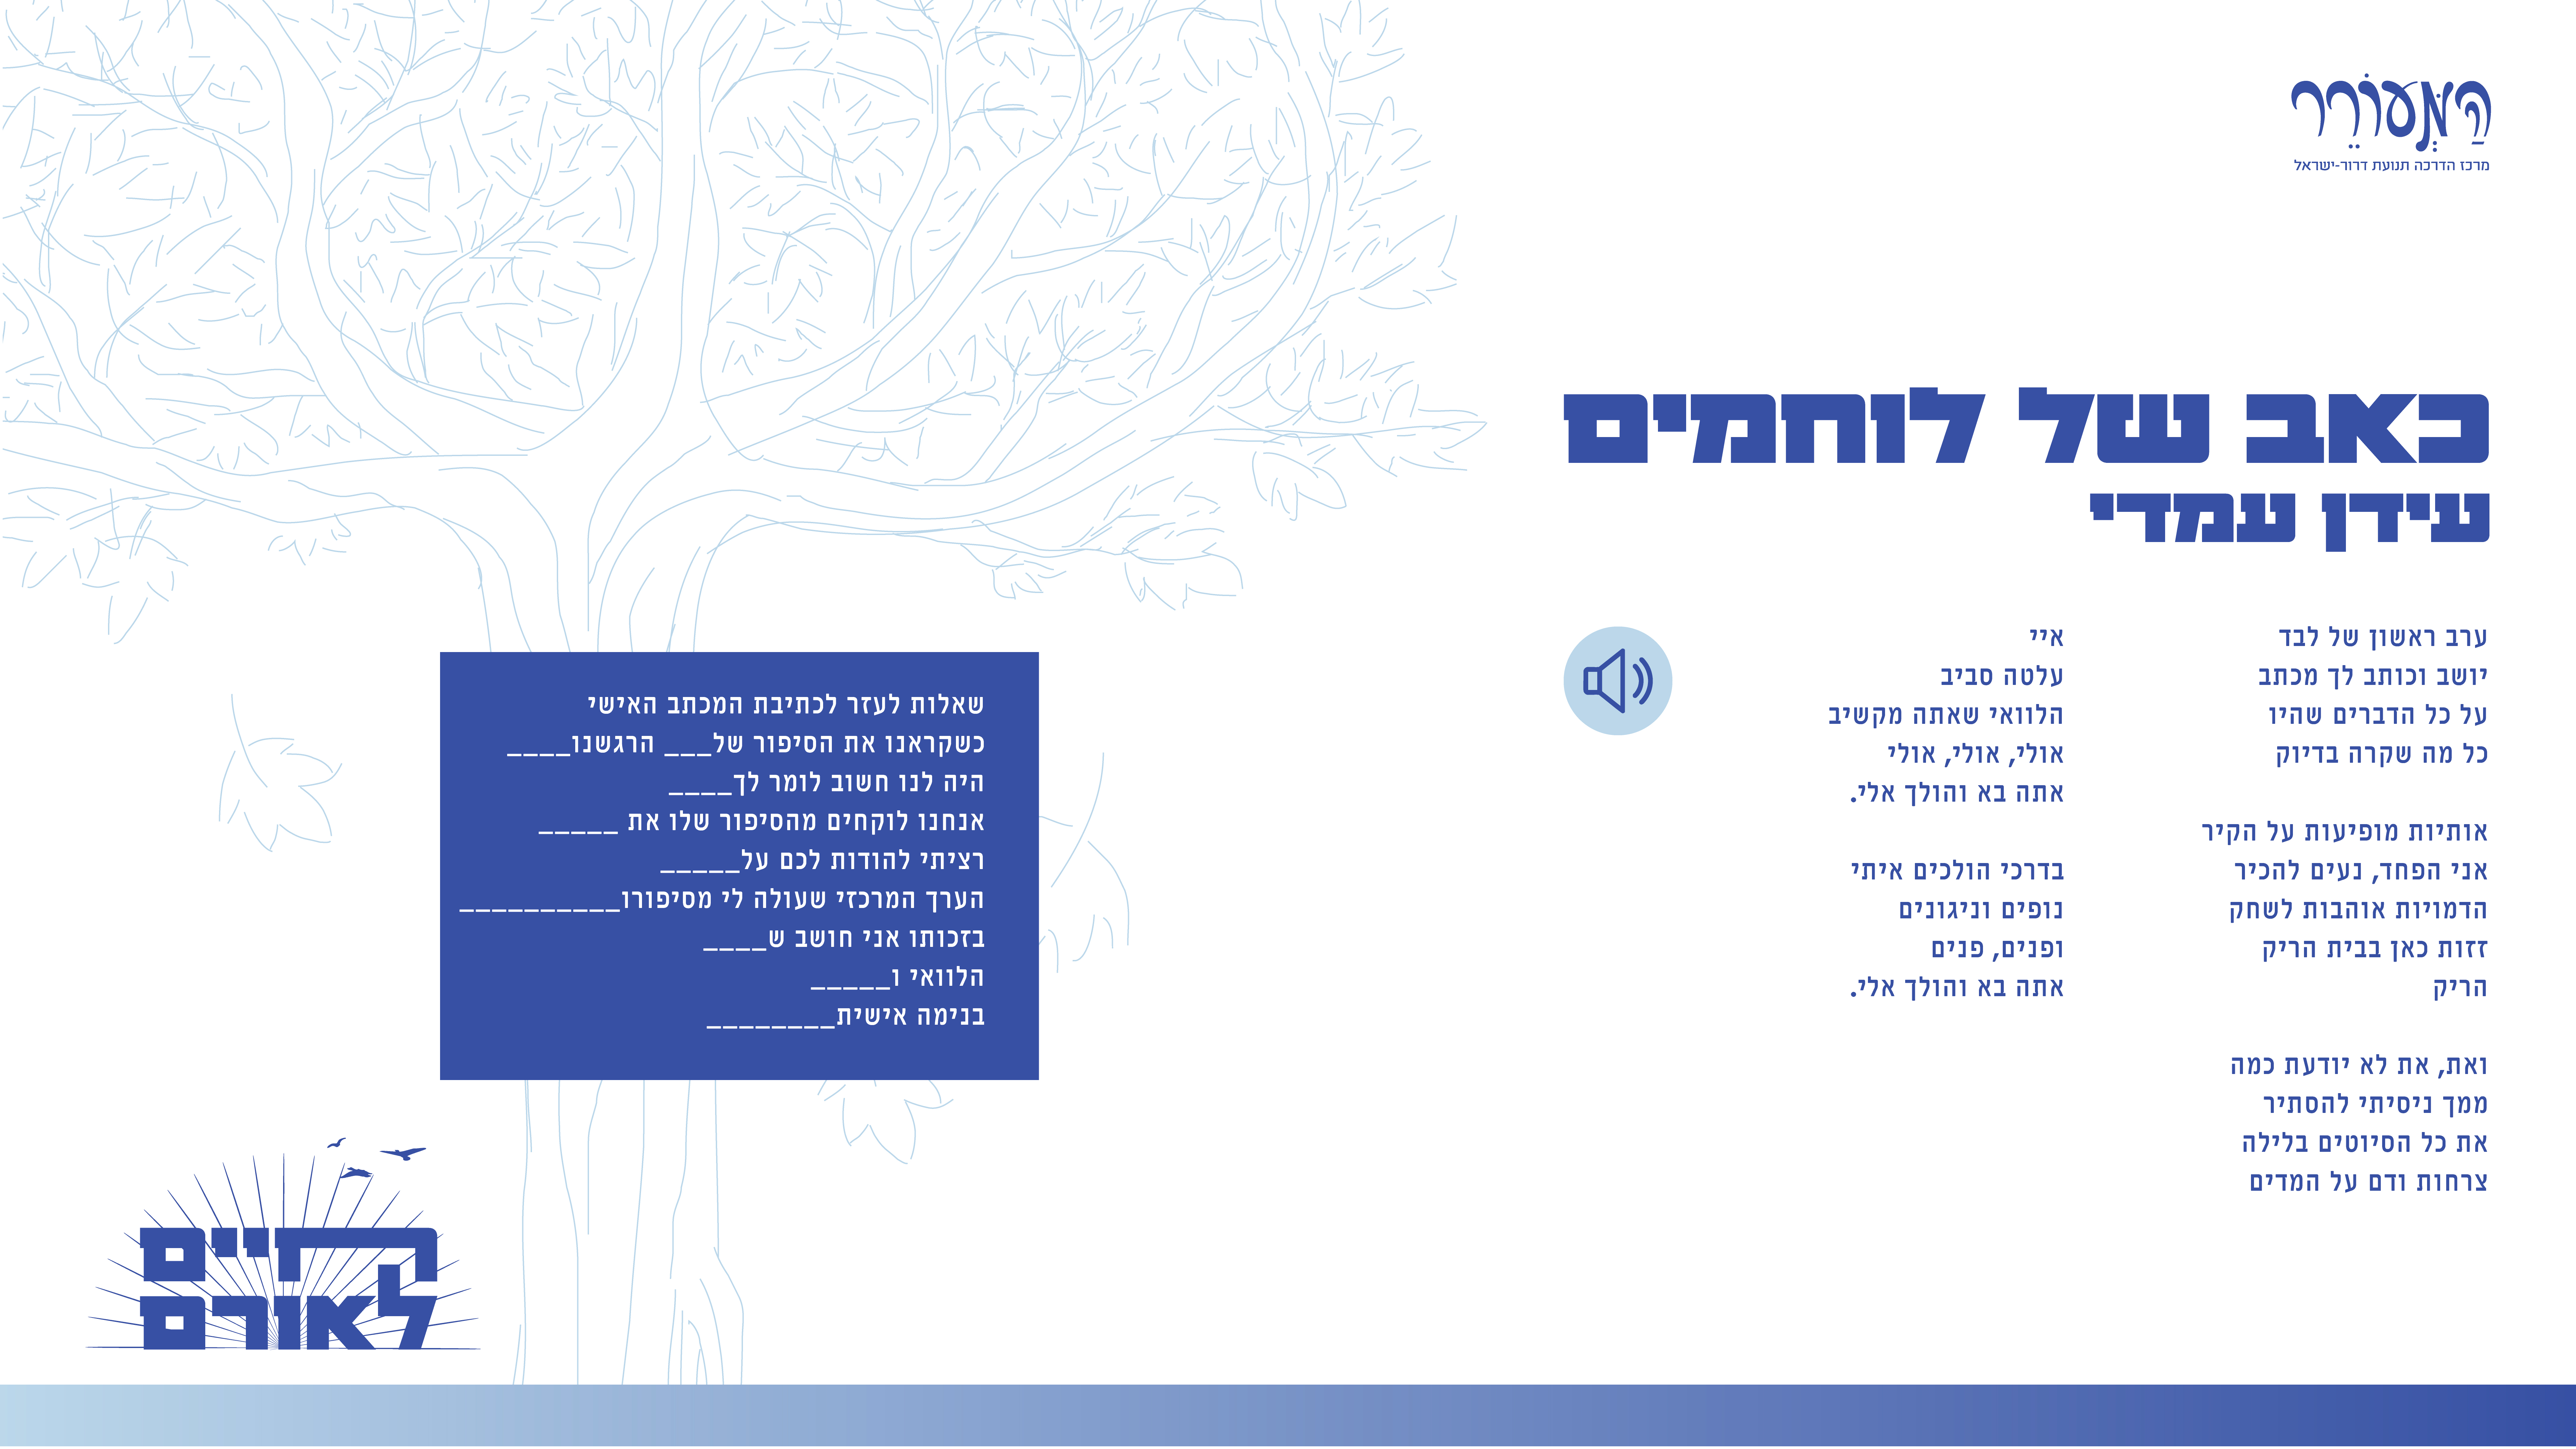 הַמְּעוֹרֵר
מרכז הדרכה תנועת דרור-ישראל
כאב של לוחמים
עידן עמדי
ערב ראשון של לבד
יושב וכותב לך מכתב
על כל הדברים שהיו
כל מה שקרה בדיוק
אותיות מופיעות על הקיר
אני הפחד, נעים להכיר
הדמויות אוהבות לשחק
זזות כאן בבית הריק
הריק
ואת, את לא יודעת כמה
ממך ניסיתי להסתיר
את כל הסיוטים בלילה
צרחות ודם על המדים
איי
עלטה סביב
הלוואי שאתה מקשיב
אולי, אולי, אולי
אתה בא והולך אלי.
בדרכי הולכים איתי
נופים וניגונים
ופנים, פנים
אתה בא והולך אלי.
שאלות לעזר לכתיבת המכתב האישי
כשקראנו את הסיפור של___ הרגשנו____
היה לנו חשוב לומר לך____
אנחנו לוקחים מהסיפור שלו את _____
רציתי להודות לכם על_____
הערך המרכזי שעולה לי מסיפורו__________
בזכותו אני חושב ש____
הלוואי ו_____
בנימה אישית________
החיים
לאורם